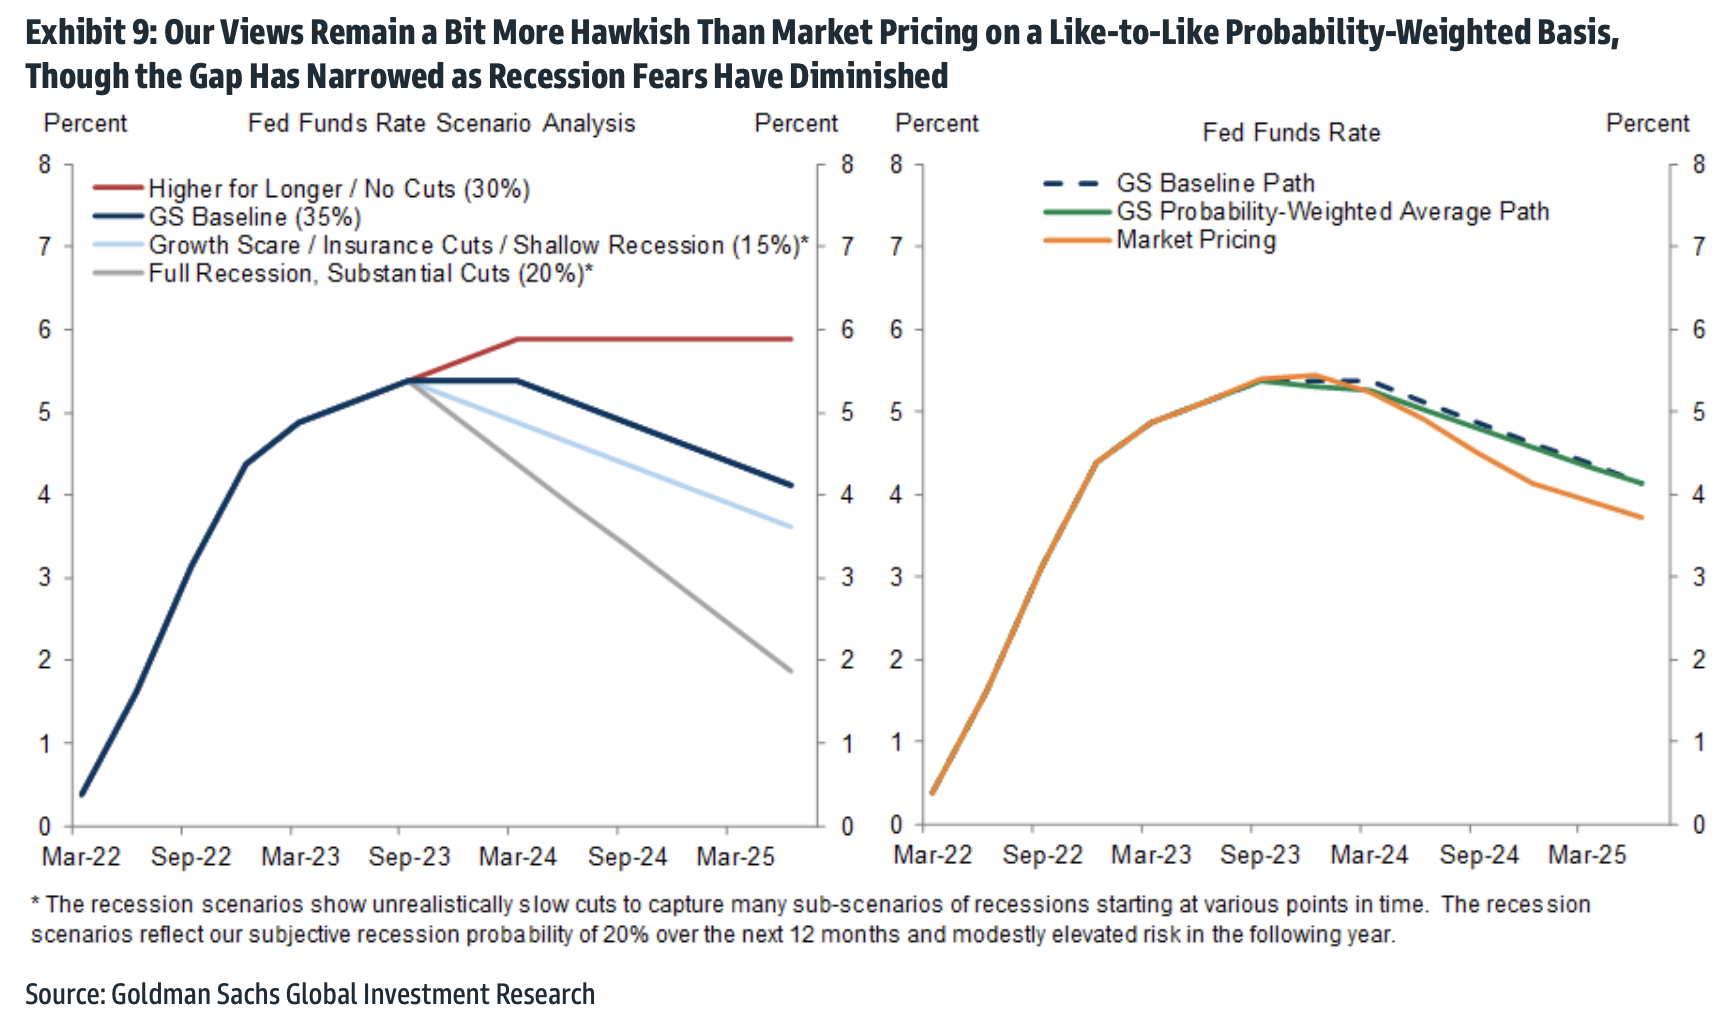 Exhibit 9: Our Views Remain a Bit More Hawkish Than Market Pricing on a Like-to-Like Probability-Weighted Basis,
Though the Gap Has Narrowed as Recession Fears Have Diminished
Percent
Fed Funds Rate Scenario Analysis
Percent
8
7
6
5
4
3
2
1
0
Higher for Longer / No Cuts (30%)
GS Baseline (35%)
Growth Scare / Insurance Cuts / Shallow Recession (15%)*
Full Recession, Substantial Cuts (20%)*
8
7
6
5
4
3
2
1
0
Mar-22 Sep-22 Mar-23 Sep-23 Mar-24 Sep-24 Mar-25
Percent
Fed Funds Rate
Percent
8
7
6
5
4
3
2
1
0
GS Baseline Path
GS Probability-Weighted Average Path
Market Pricing
8
7
6
5
4
3
2
1
0
Mar-22 Sep-22 Mar-23 Sep-23 Mar-24 Sep-24 Mar-25
* The recession scenarios show unrealistically slow cuts to capture many sub-scenarios of recessions starting at various points in time. The recession
scenarios reflect our subjective recession probability of 20% over the next 12 months and modestly elevated risk in the following year.
Source: Goldman Sachs Global Investment Research